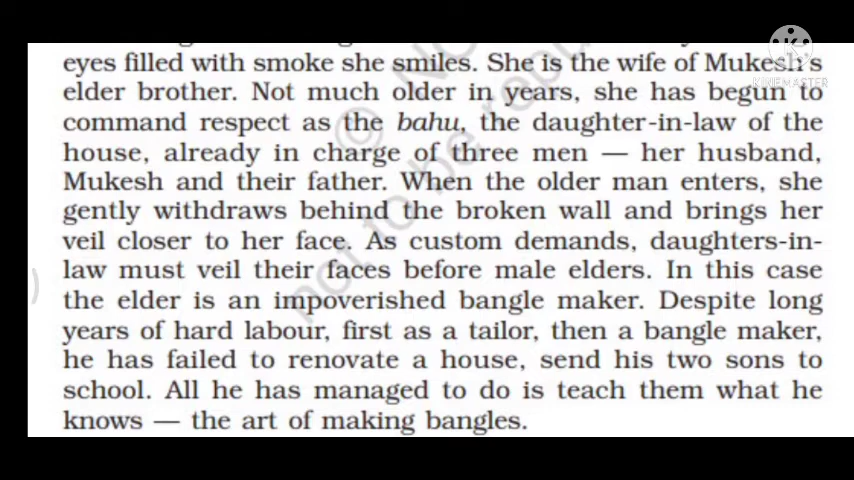 eyes filled with smoke she smiles. She is the wife of Mukesh's
elder brother. Not much older in years, she has begun to
command respect as the bahu, the daughter-in-law of the
house, already in charge of three men — her husband,
Mukesh and their father. When the older man enters, she
gently withdraws behind the broken wall and brings her
veil closer to her face. As custom demands, daughters-in-
law must veil their faces before male elders. In this case
the elder is an impoverished bangle maker. Despite long
years of hard labour, first as a tailor, then a bangle maker,
he has failed to renovate a house, send his two sons to
school. All he has managed to do is teach them what he
knows — the art of making bangles.
KINEMASTER
not to be repu